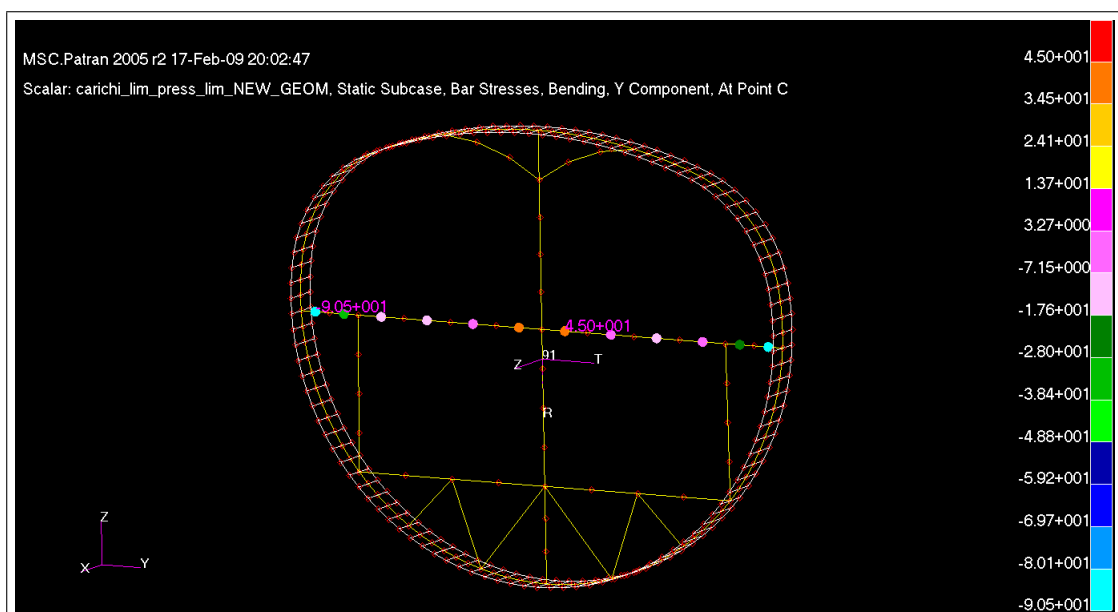 MSC.Patran 2005 r2 17-Feb-09 20:02:47
Scalar: carichi_lim_press_lim_NEW_GEOM, Static Subcase, Bar Stresses, Bending, Y Component, At Point C
4.50+001
3.45+001
2.41+001
1.37+001
3.27+000
-7.15+000
-1.76+001
-2.80+001
-3.84+001
-4.88+001
-5.92+001
-6.97+001
-8.01+001
-9.05+001
-9.05+001
4.50+001
91
Z
T
R
Z
X
Y